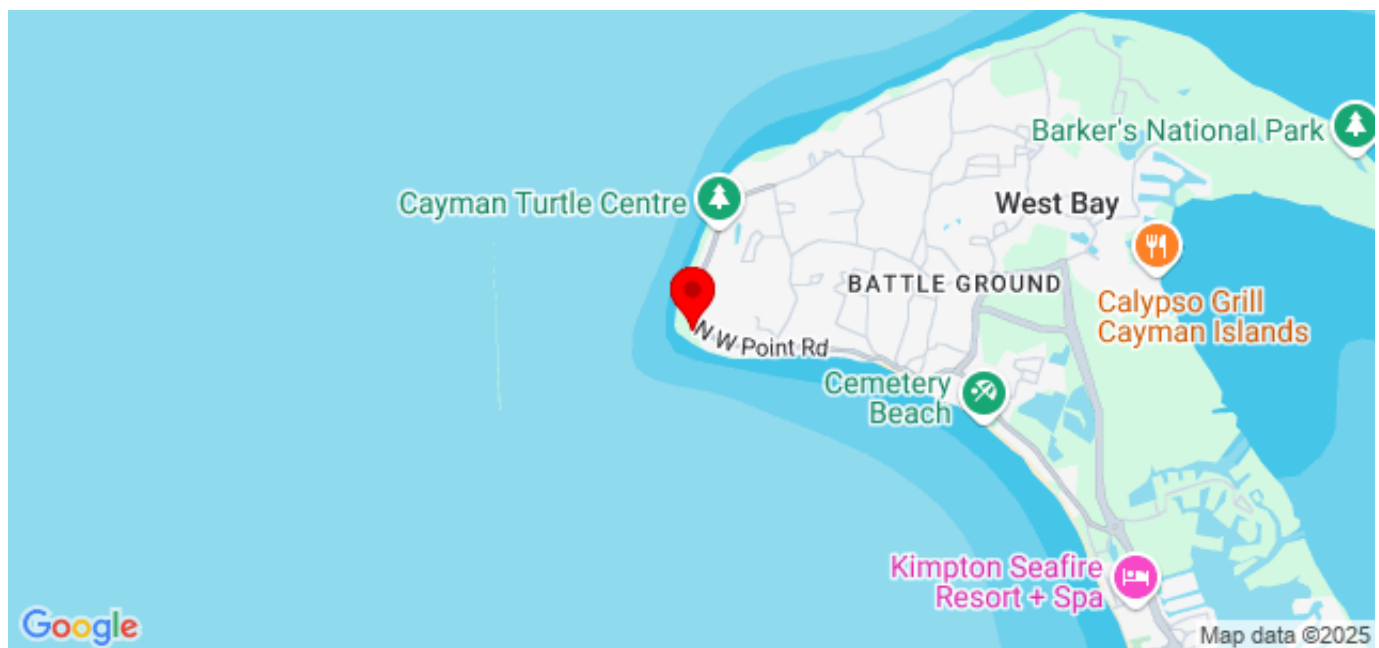 Barker's National Park
Cayman Turtle Centre
West Bay
BATTLE GROUND
Calypso Grill
Cayman Islands
N W Point Rd
Cemetery
Beach
Kimpton Seafire
Resort + Spa
Google
Map data ©2025